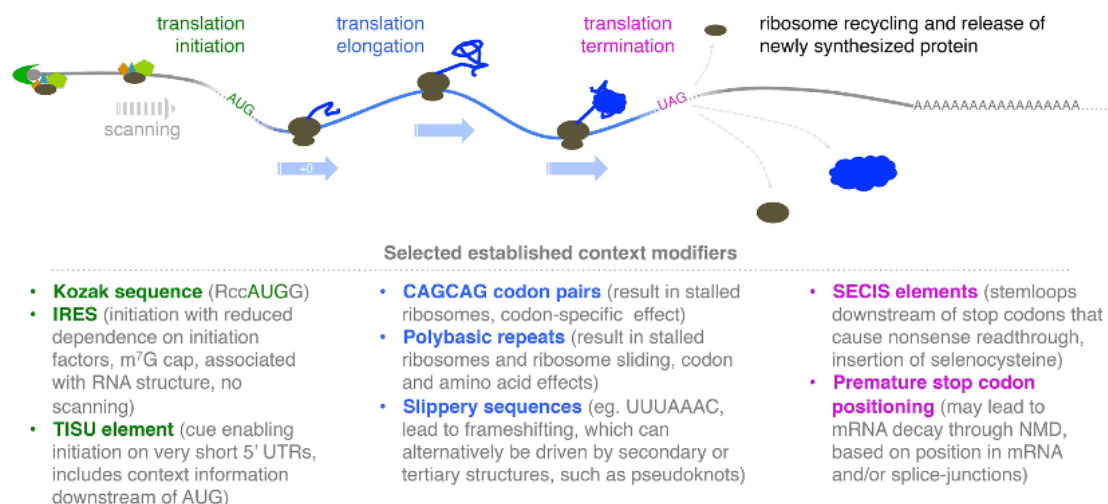 translation
initiation
translation
elongation
translation
termination
ribosome recycling and release of
newly synthesized protein
...AUG...
scanning
+0
UAG
AAAAAAAAAAAAAAAAA......
Selected established context modifiers
• Kozak sequence (RccAUGG)
• IRES (initiation with reduced
dependence on initiation
factors, m⁷G cap, associated
with RNA structure, no
scanning)
• TISU element (cue enabling
initiation on very short 5' UTRs,
includes context information
downstream of AUG)
• CAGCAG codon pairs (result in stalled
ribosomes, codon-specific effect)
• Polybasic repeats (result in stalled
ribosomes and ribosome sliding, codon
and amino acid effects)
• Slippery sequences (eg. UUUAAAC,
lead to frameshifting, which can
alternatively be driven by secondary or
tertiary structures, such as pseudoknots)
• SECIS elements (stemloops
downstream of stop codons that
cause nonsense readthrough,
insertion of selenocysteine)
• Premature stop codon
positioning (may lead to
mRNA decay through NMD,
based on position in mRNA
and/or splice-junctions)